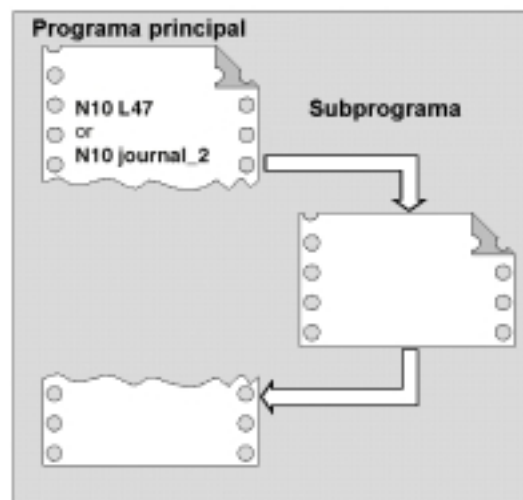 Programa principal
N10 L47
or
N10 journal_2
Subprograma